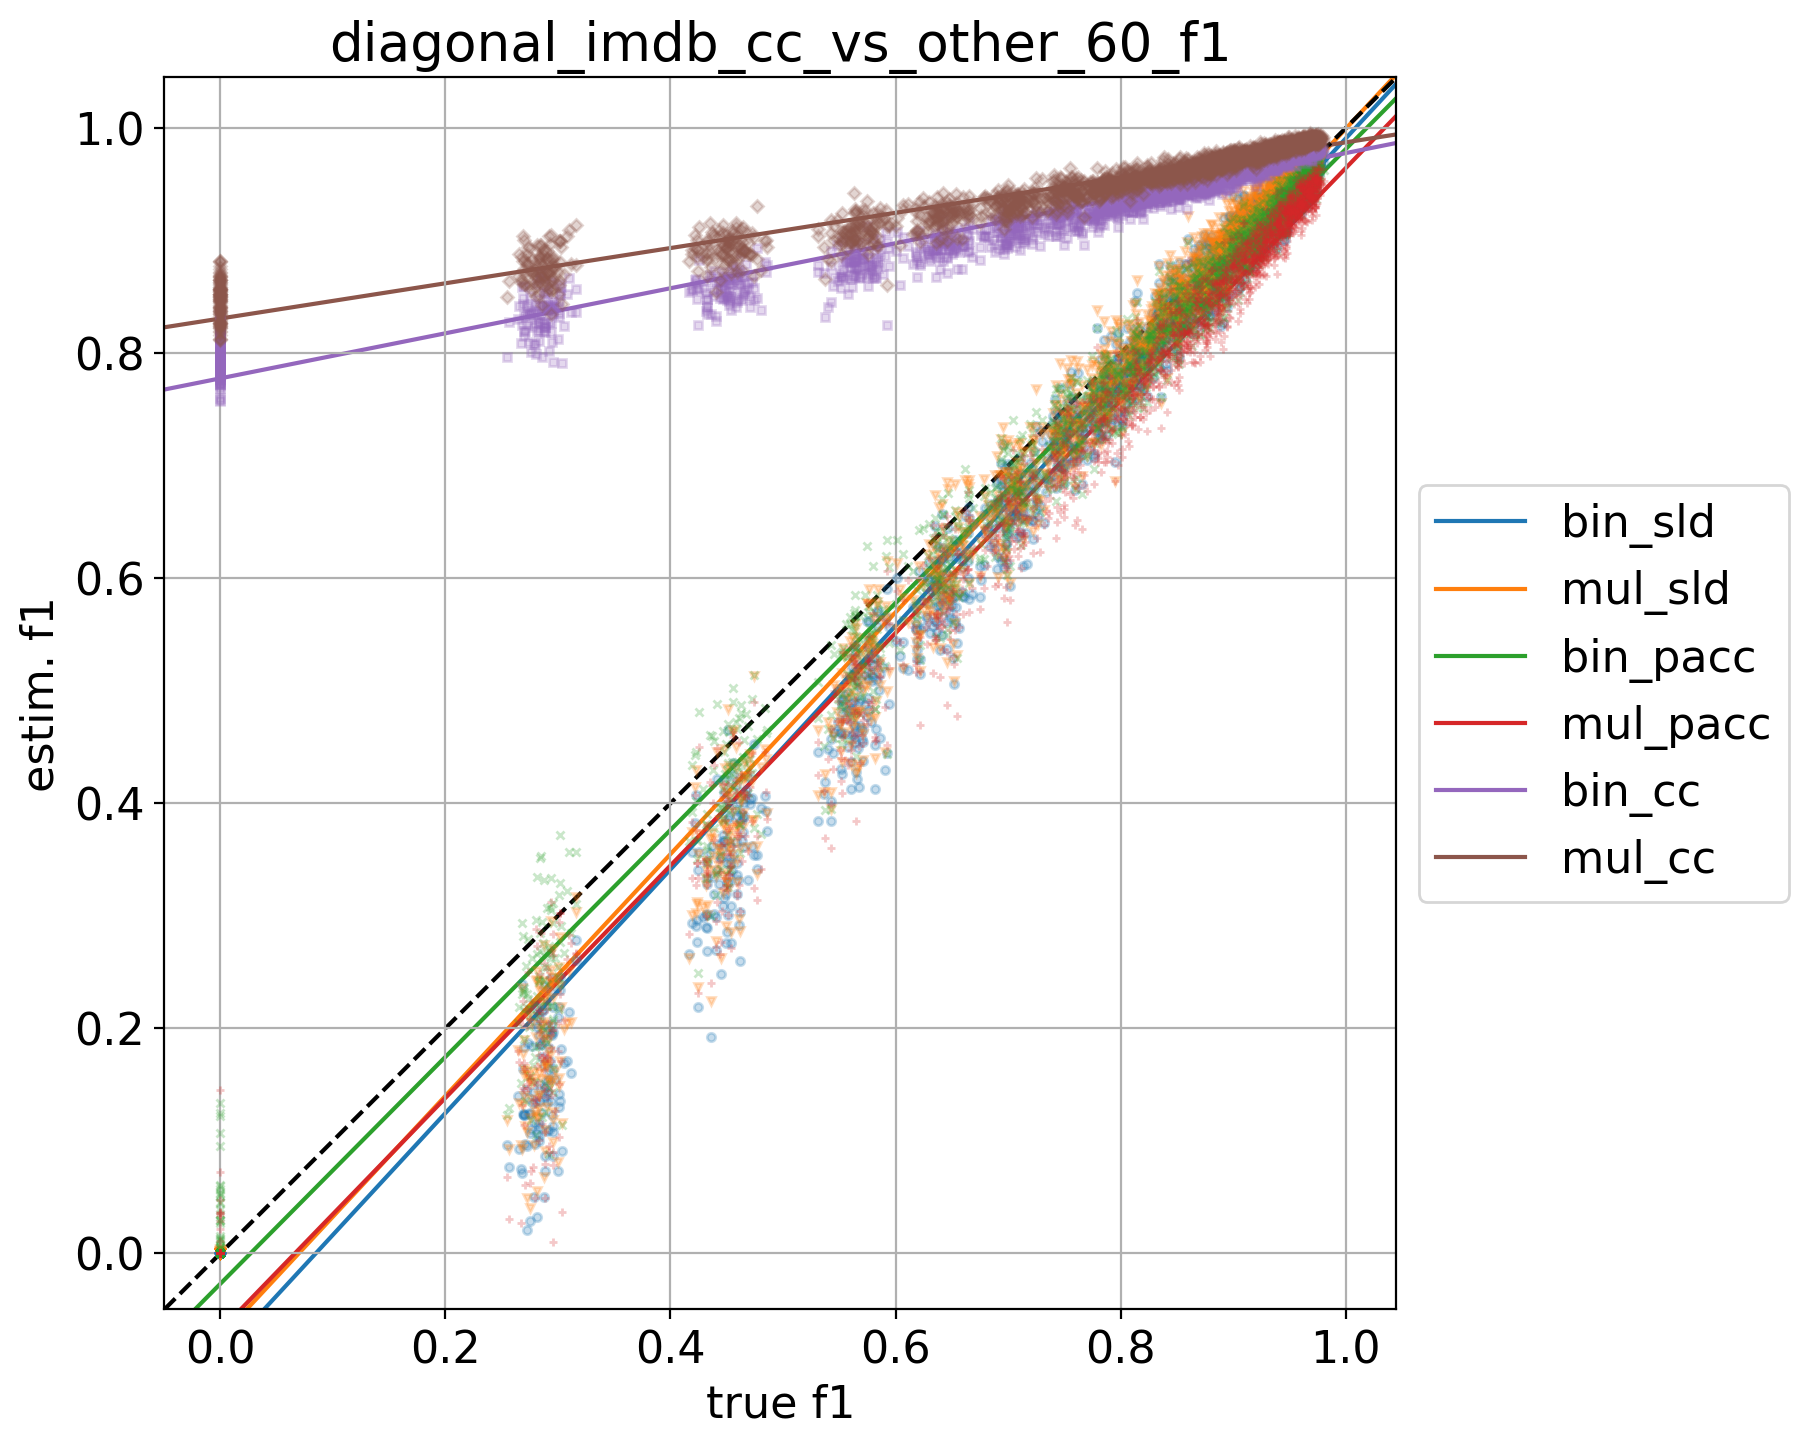 diagonal_imdb_cc_vs_other_60_f1
1.0
0.8
0.6
0.4
0.2
0.0
estim. f1
0.0 0.2 0.4 0.6 0.8 1.0
true f1
bin_sld
mul_sld
bin_pacc
mul_pacc
bin_cc
mul_cc